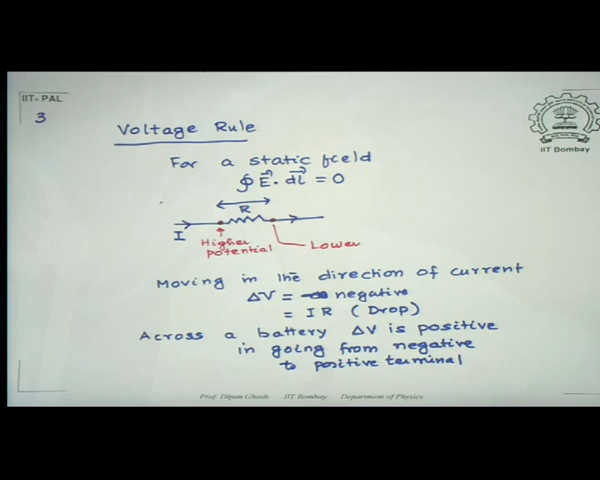 IIT- PAL
3
IIT Bombay
Voltage Rule
For a static field
∮ E⃗ · dl⃗ = 0
R
I
Higher potential
Lower
Moving in the direction of current
ΔV = negative
= IR (Drop)
Across a battery ΔV is positive
in going from negative
to positive terminal
Prof. Dipan Ghosh IIT Bombay Department of Physics